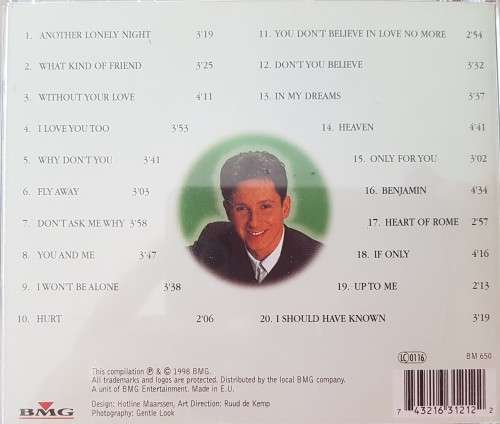 1. ANOTHER LONELY NIGHT 3'19
2. WHAT KIND OF FRIEND 3'25
3. WITHOUT YOUR LOVE 4'11
4. I LOVE YOU TOO 3'53
5. WHY DON'T YOU 3'41
6. FLY AWAY 3'03
7. DON'T ASK ME WHY 3'58
8. YOU AND ME 3'47
9. I WON'T BE ALONE 3'38
10. HURT 2'06
11. YOU DON'T BELIEVE IN LOVE NO MORE 2'54
12. DON'T YOU BELIEVE 3'32
13. IN MY DREAMS 3'37
14. HEAVEN 4'41
15. ONLY FOR YOU 3'02
16. BENJAMIN 4'34
17. HEART OF ROME 2'57
18. IF ONLY 4'16
19. UP TO ME 2'13
20. I SHOULD HAVE KNOWN 3'19
This compilation ℗ & © 1998 BMG.
All trademarks and logos are protected. Distributed by the local BMG company.
A unit of BMG Entertainment. Made in E.U.
Design: Hotline Maarssen, Art Direction: Ruud de Kemp
Photography: Gentle Look
BMG
LC 0116
BM 650
7 43216 31212 2